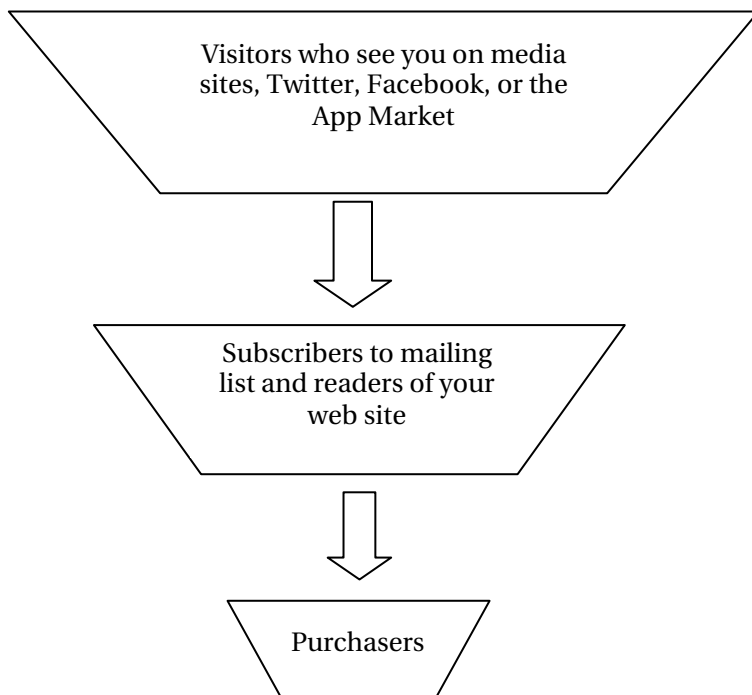 Visitors who see you on media
sites, Twitter, Facebook, or the
App Market
Subscribers to mailing
list and readers of your
web site
Purchasers